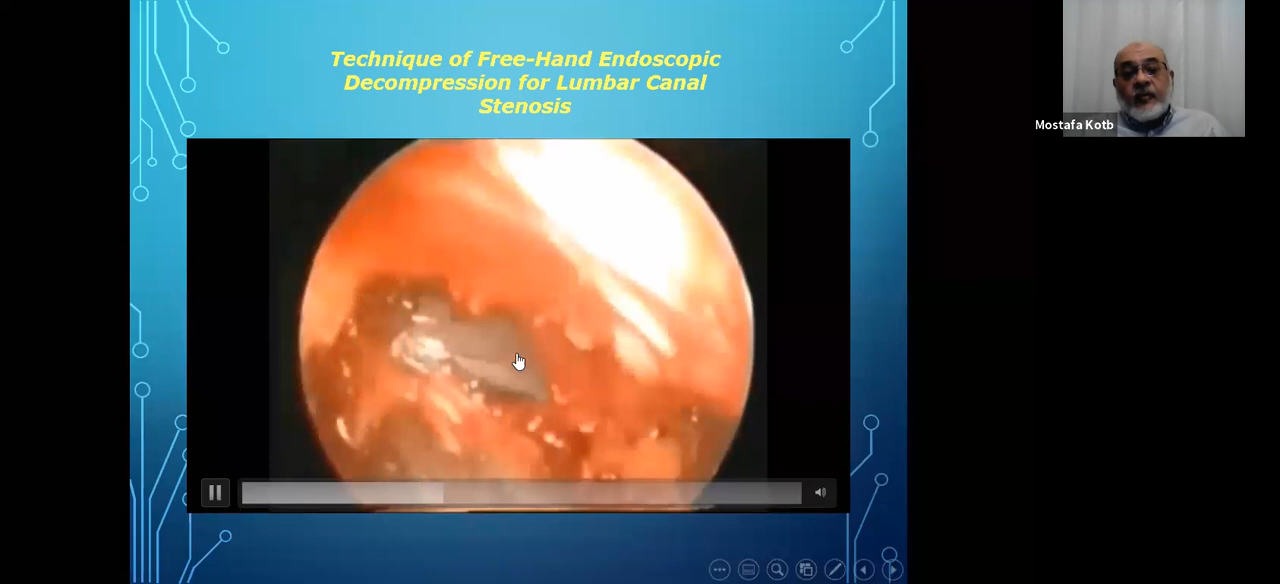 Technique of Free-Hand Endoscopic
Decompression for Lumbar Canal
Stenosis
Mostafa Kotb